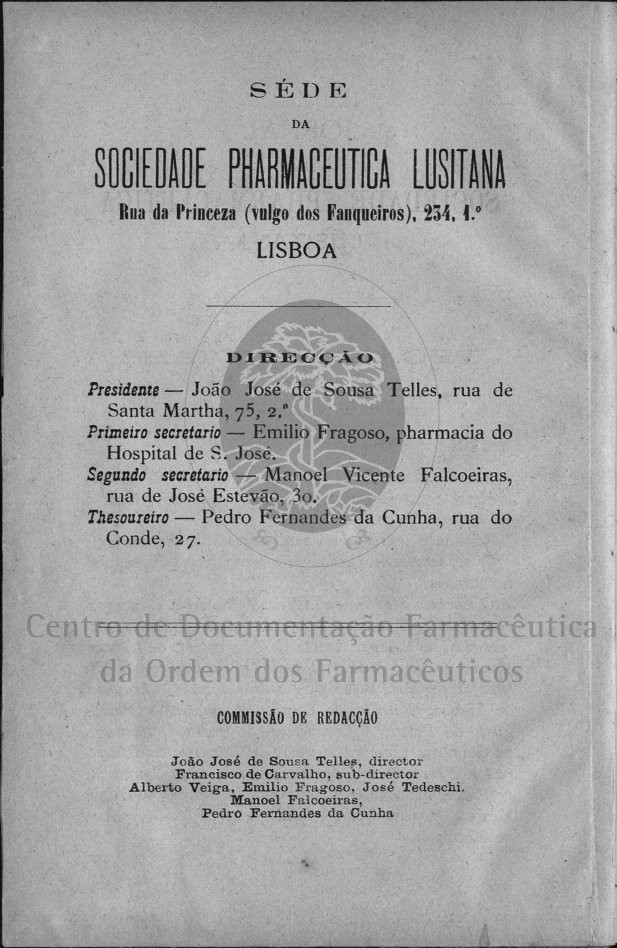 SÉDE
DA
SOCIEDADE PHARMACEUTICA LUSITANA
Rua da Princeza (vulgo dos Fanqueiros), 234, 1.º
LISBOA
DIRECÇÃO
Presidente — João José de Sousa Telles, rua de
Santa Martha, 75, 2.º
Primeiro secretario — Emilio Fragoso, pharmacia do
Hospital de S. José.
Segundo secretario — Manoel Vicente Falcoeiras,
rua de José Estevão, 30.
Thesoureiro — Pedro Fernandes da Cunha, rua do
Conde, 27.
Centro de Documentação Farmacêutica
da Ordem dos Farmacêuticos
COMMISSÃO DE REDACÇÃO
João José de Sousa Telles, director
Francisco de Carvalho, sub-director
Alberto Veiga, Emilio Fragoso, José Tedeschi.
Manoel Falcoeiras,
Pedro Fernandes da Cunha